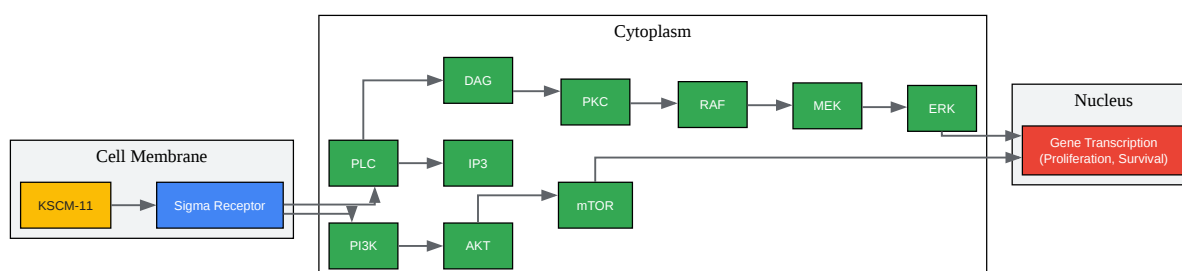 Cytoplasm
DAG
PKC
RAF
MEK
ERK
Nucleus
Gene Transcription
(Proliferation, Survival)
Cell Membrane
KSCM-11
Sigma Receptor
PLC
IP3
mTOR
PI3K
AKT